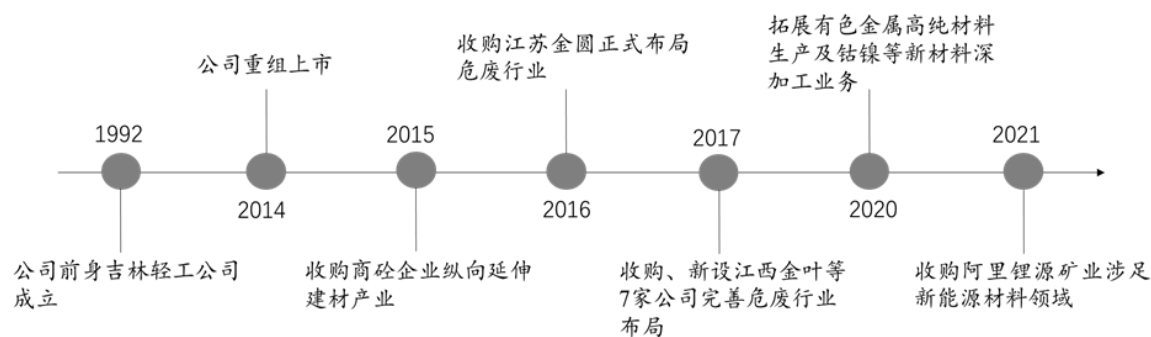 1992
公司前身吉林轻工公司
成立
公司重组上市
2014
2015
收购商砼企业纵向延伸
建材产业
收购江苏金圆正式布局
危废行业
2016
2017
收购、新设江西金叶等
7家公司完善危废行业
布局
拓展有色金属高纯材料
生产及钴镍等新材料深
加工业务
2020
2021
收购阿里锂源矿业涉足
新能源材料领域